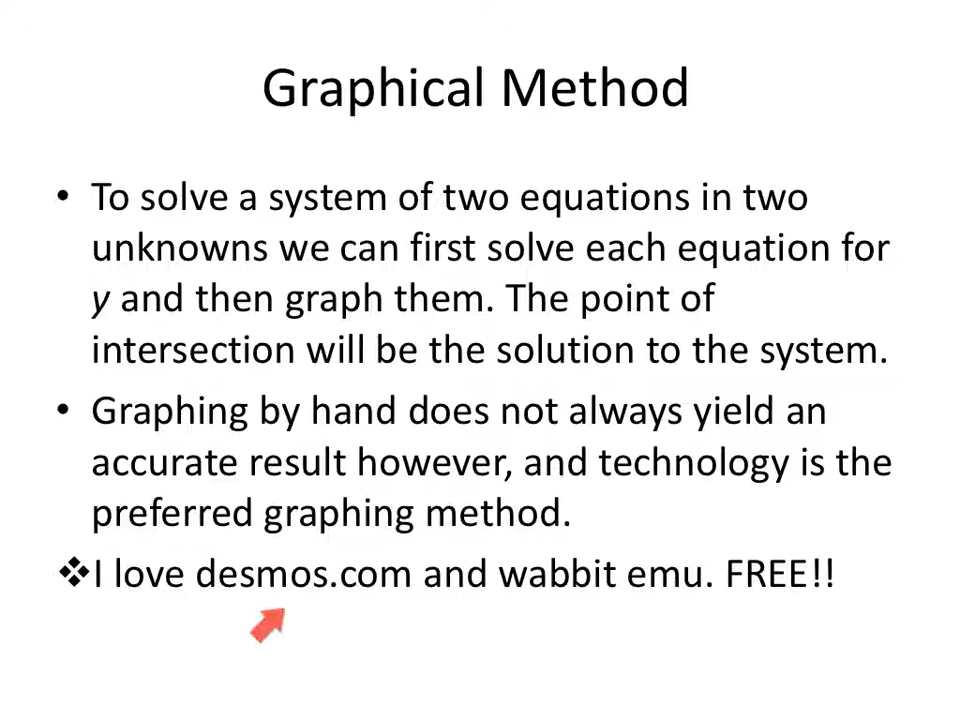 Graphical Method
• To solve a system of two equations in two
unknowns we can first solve each equation for
y and then graph them. The point of
intersection will be the solution to the system.
• Graphing by hand does not always yield an
accurate result however, and technology is the
preferred graphing method.
❖I love desmos.com and wabbit emu. FREE!!